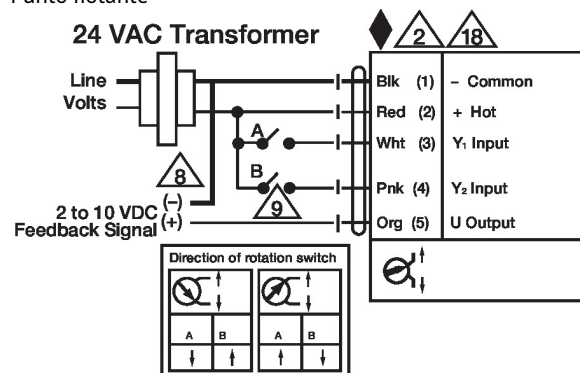 Punto flotante
24 VAC Transformer
2
18
Line
Volts
Blk (1) – Common
Red (2) + Hot
A
Wht (3) Y₁ Input
B
Pnk (4) Y₂ Input
8
9
2 to 10 VDC (–)
Feedback Signal (+)
Org (5) U Output
Direction of rotation switch
A B
A B